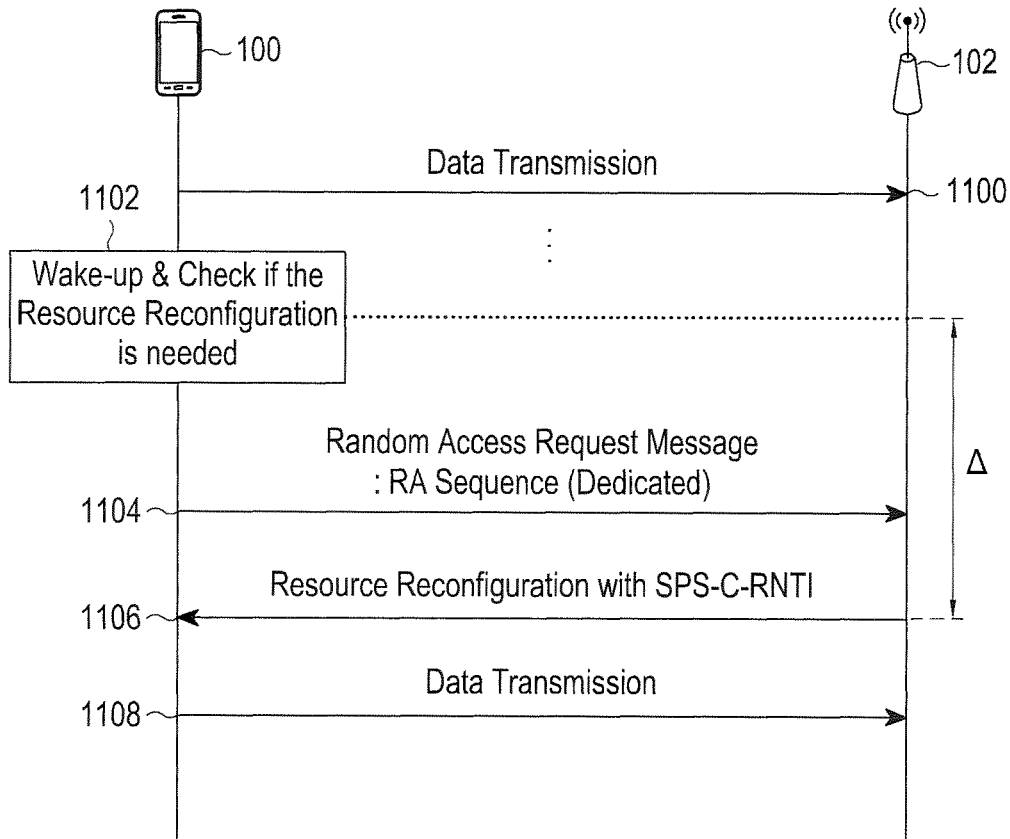 100
102
Data Transmission
1100
1102
Wake-up & Check if the
Resource Reconfiguration
is needed
Random Access Request Message
: RA Sequence (Dedicated)
Δ
1104
Resource Reconfiguration with SPS-C-RNTI
1106
Data Transmission
1108